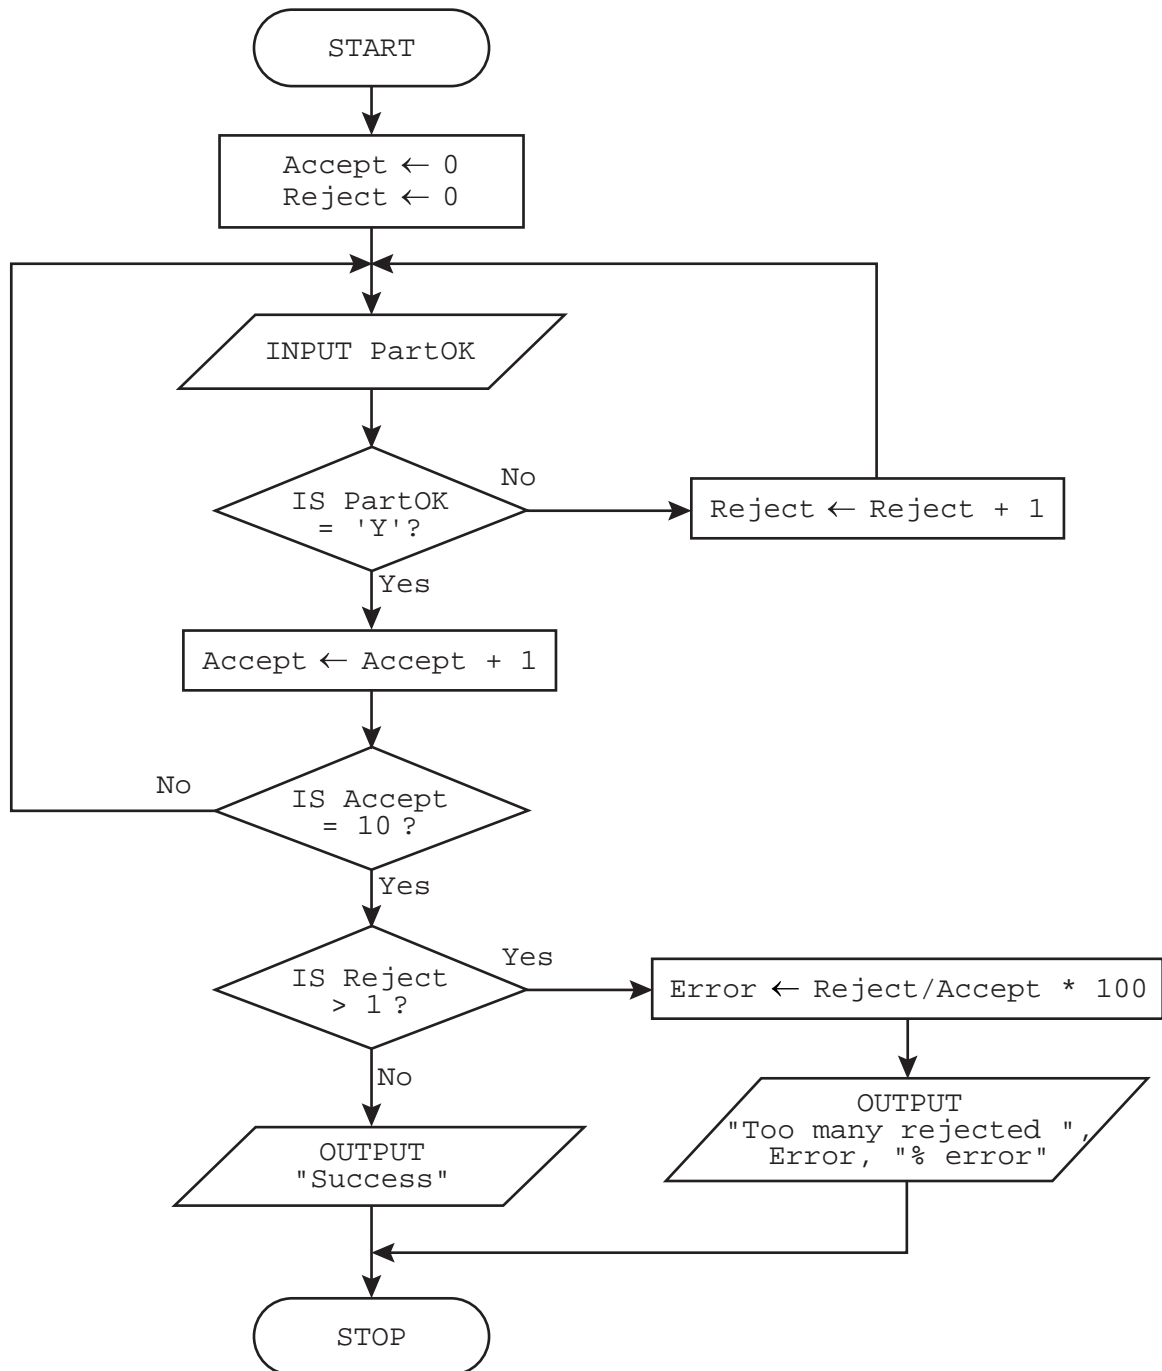 START
Accept ← 0
Reject ← 0
INPUT PartOK
IS PartOK
= 'Y'?
No
Reject ← Reject + 1
Yes
Accept ← Accept + 1
IS Accept
= 10 ?
No
Yes
IS Reject
> 1 ?
Yes
Error ← Reject/Accept * 100
No
OUTPUT
"Too many rejected ",
Error, "% error"
OUTPUT
"Success"
STOP